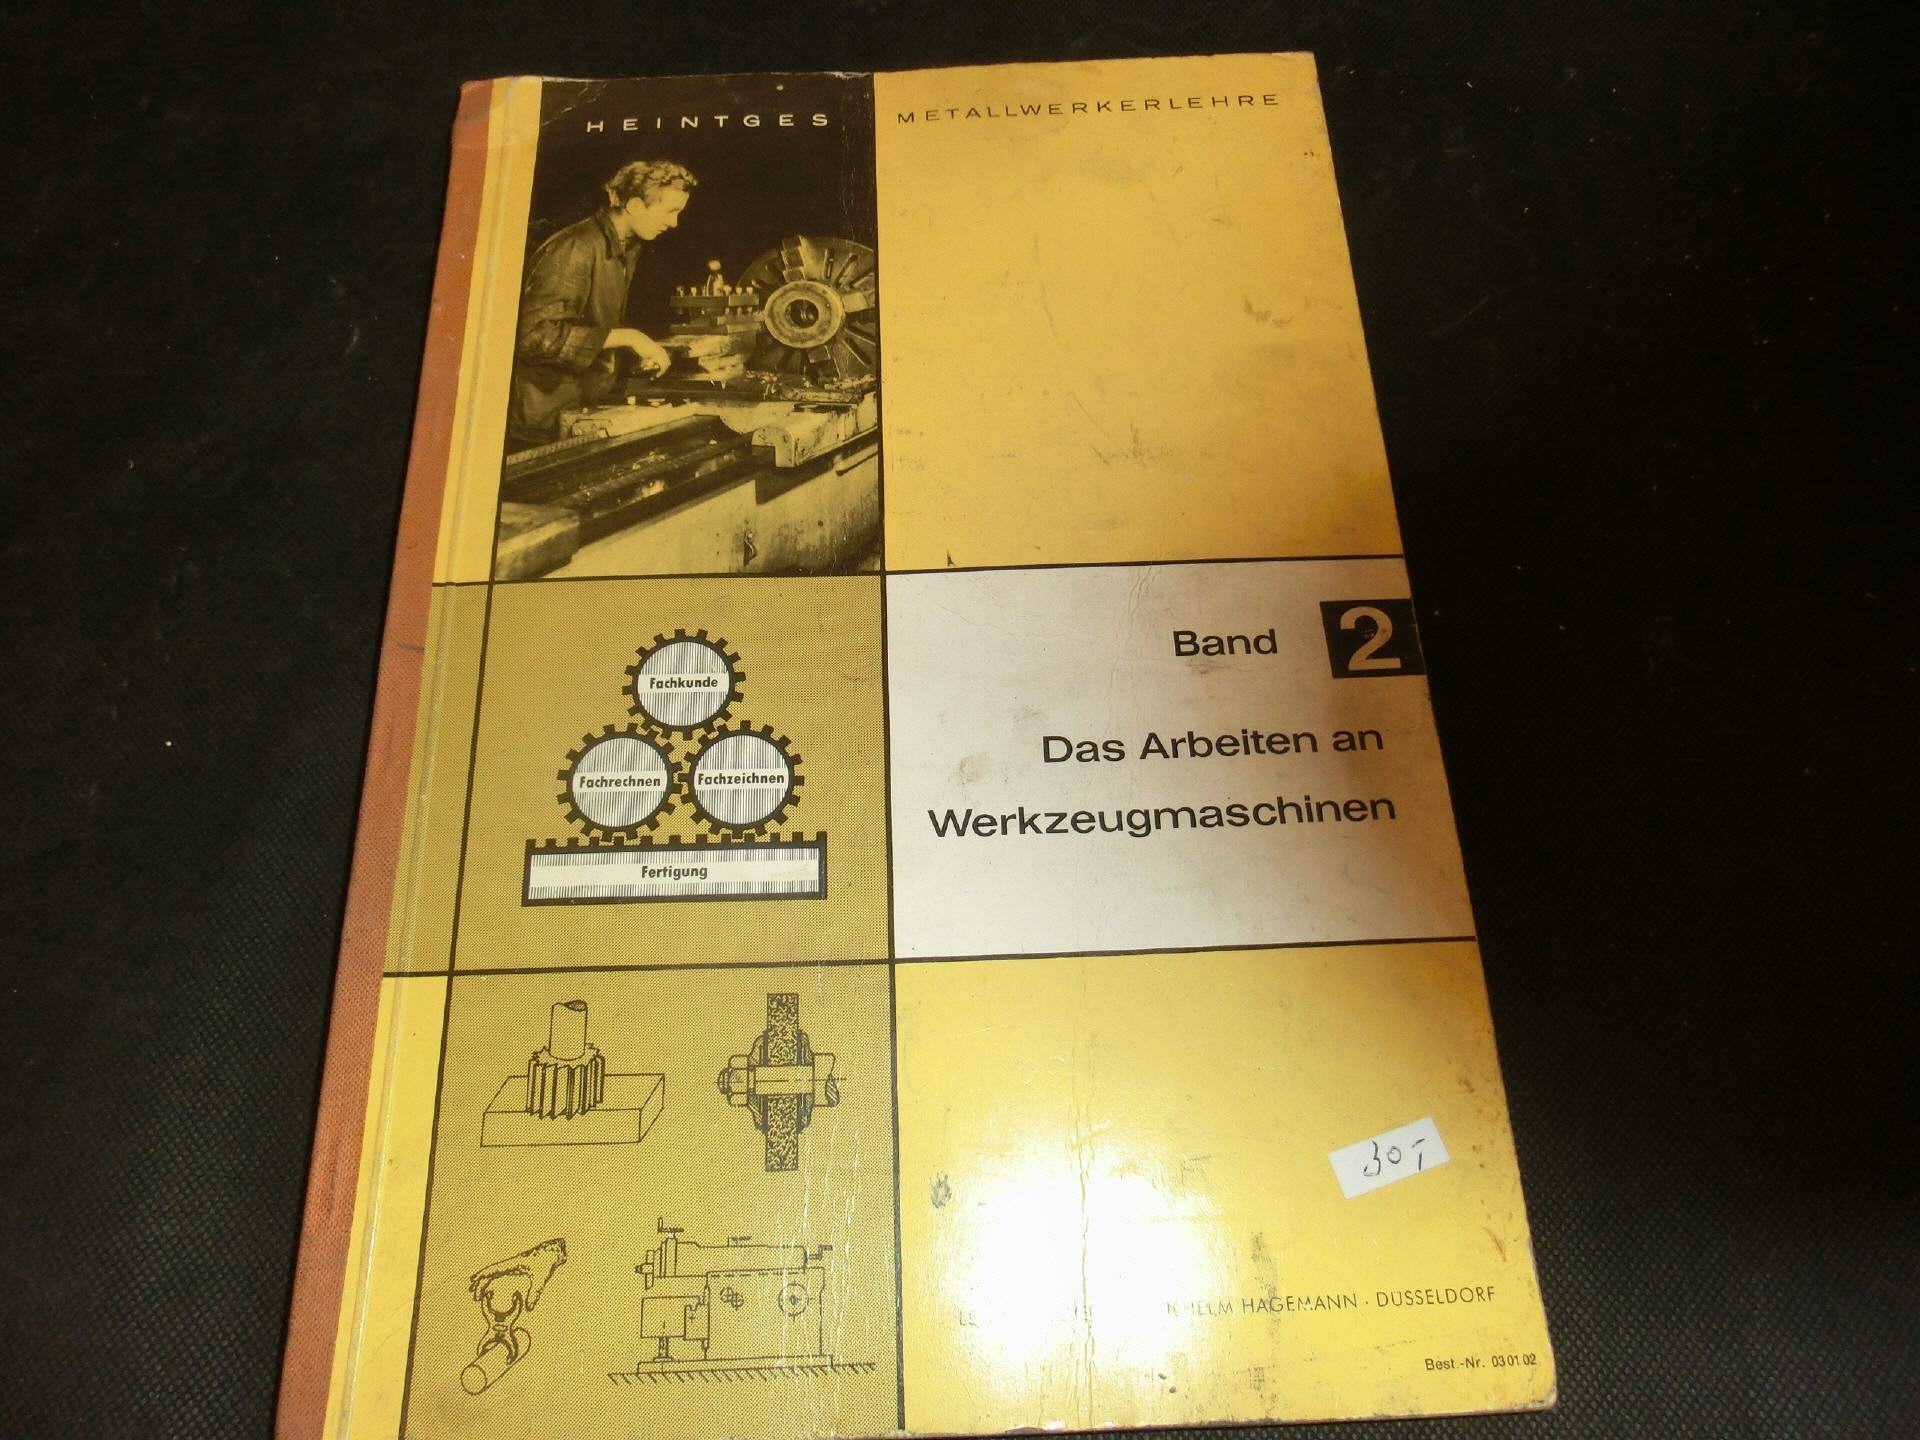 HEINTGES
METALLWERKERLEHRE
Band 2
Das Arbeiten an
Werkzeugmaschinen
Fachkunde
Fachrechnen
Fachzeichnen
Fertigung
HAGEMANN · DÜSSELDORF
Best.-Nr. 03 01 02